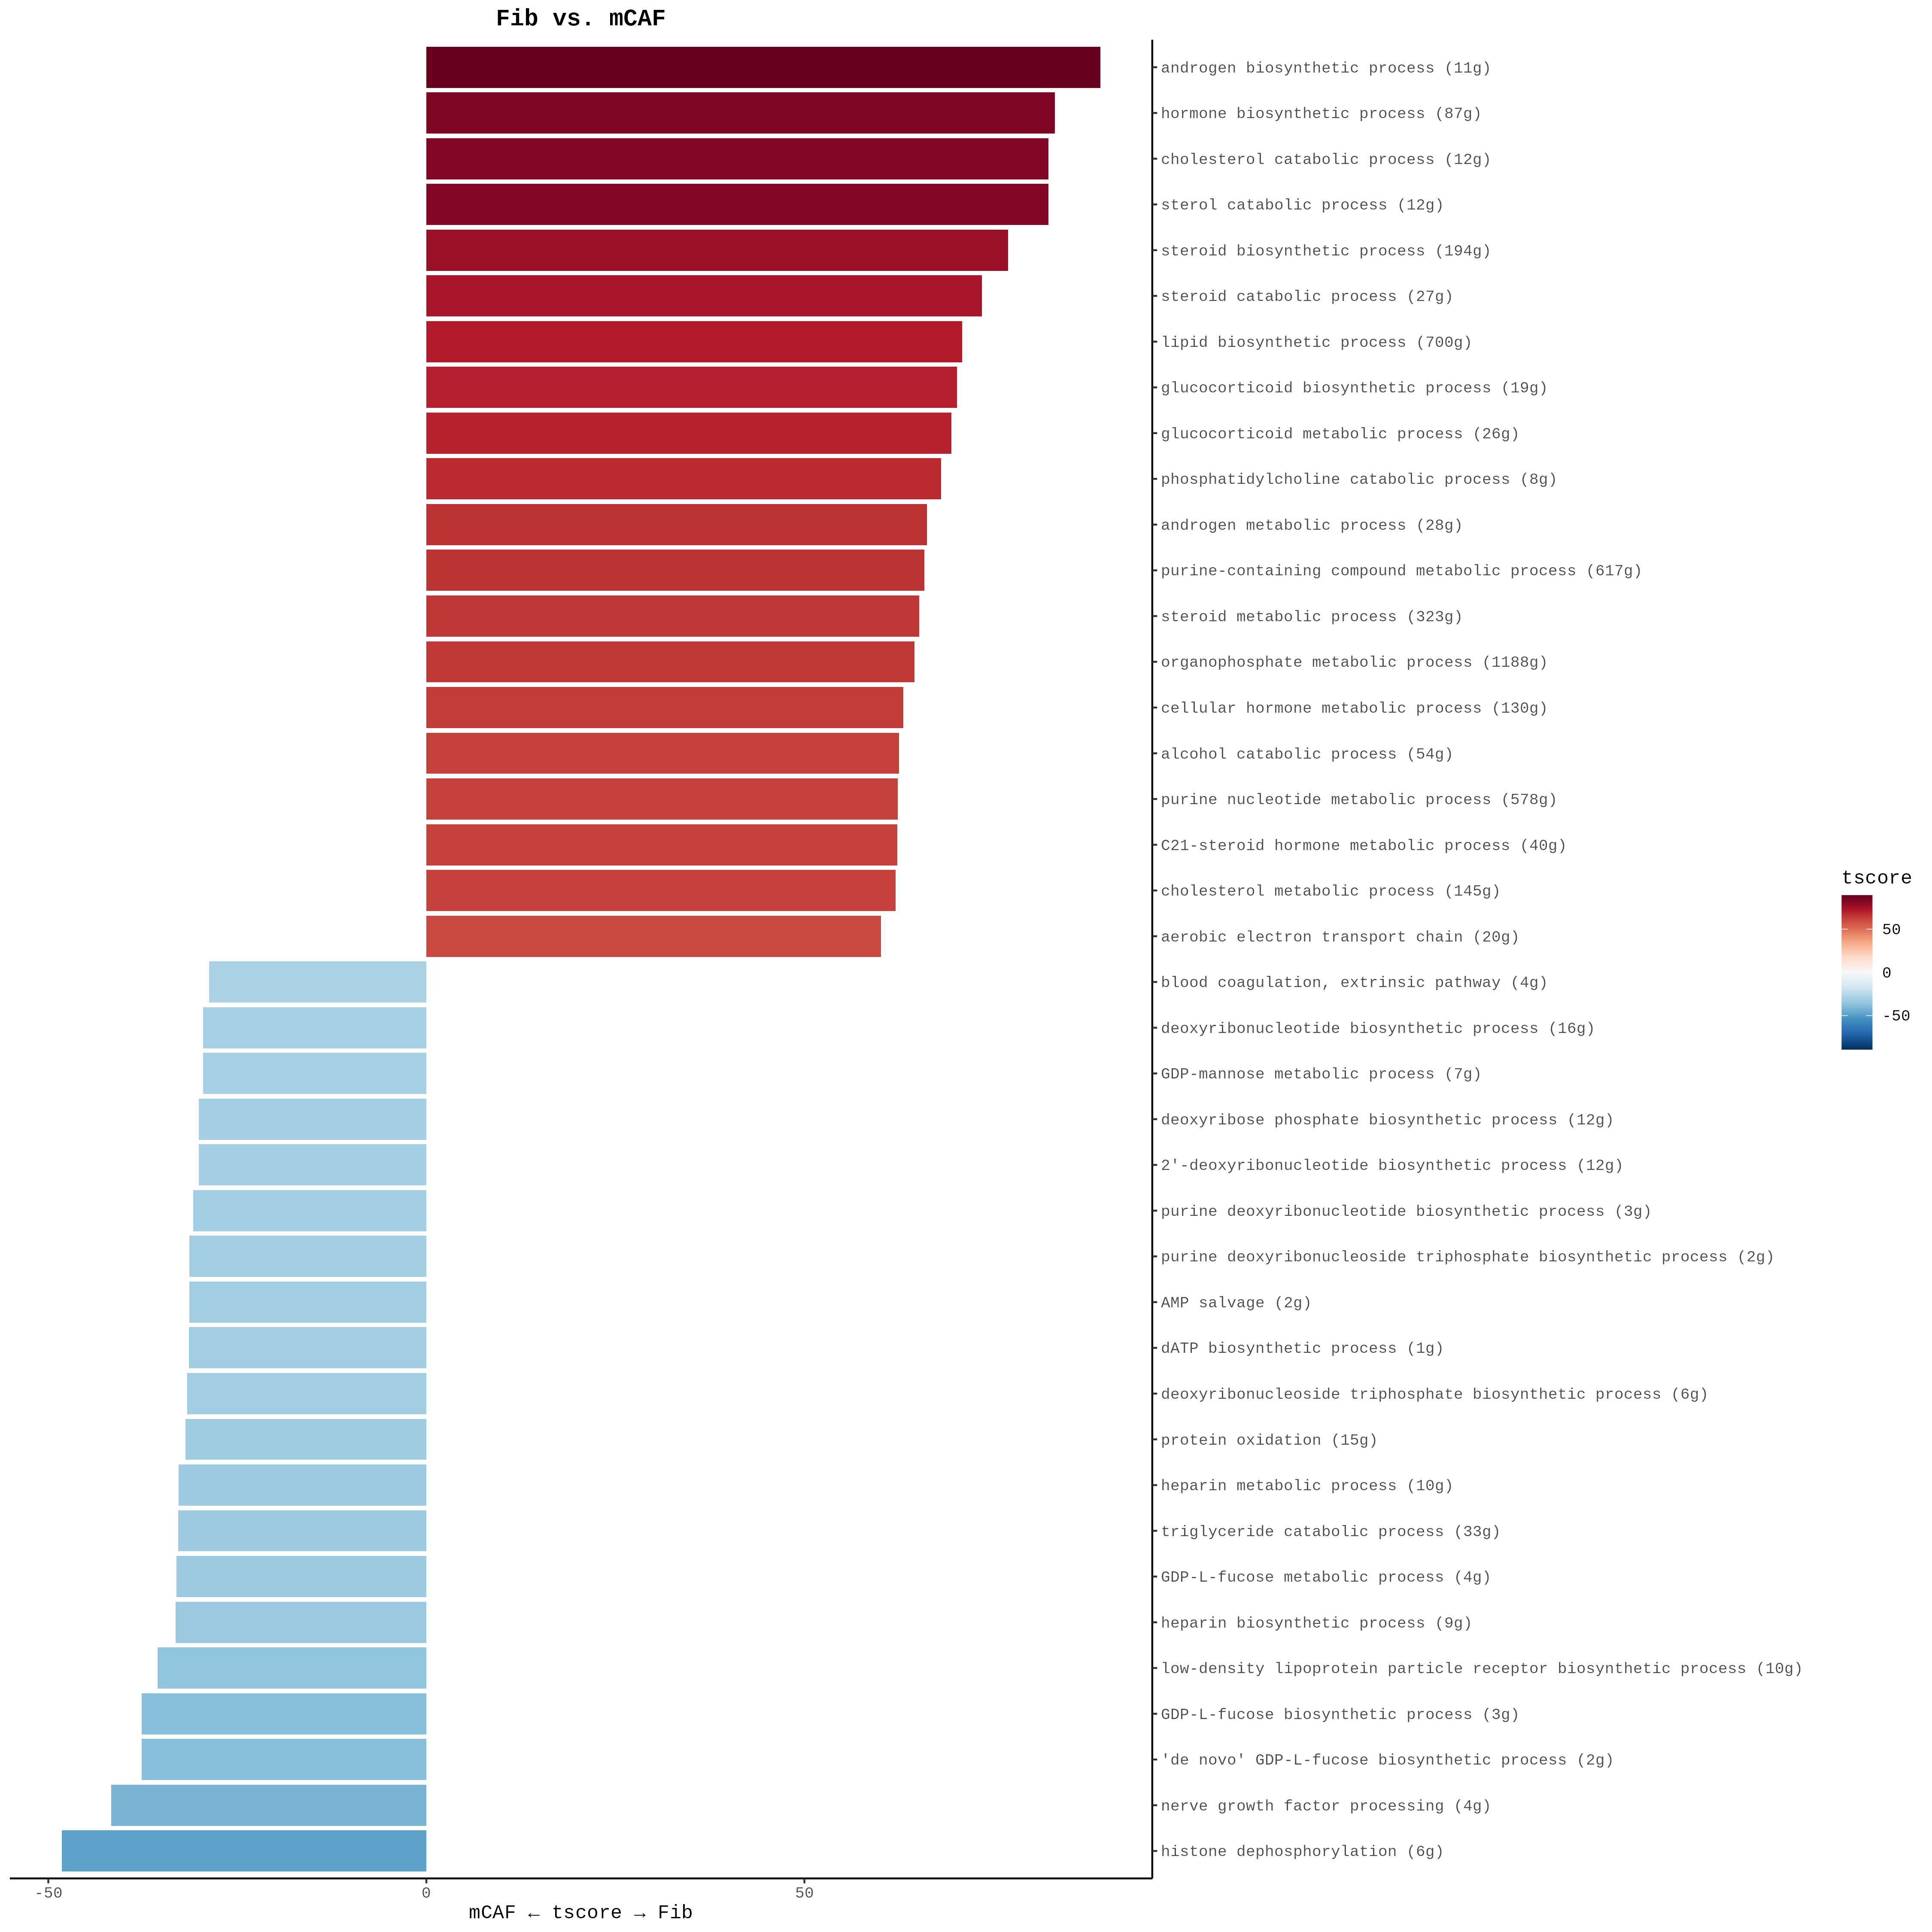 Fib vs. mCAF
androgen biosynthetic process (11g)
hormone biosynthetic process (87g)
cholesterol catabolic process (12g)
sterol catabolic process (12g)
steroid biosynthetic process (194g)
steroid catabolic process (27g)
lipid biosynthetic process (700g)
glucocorticoid biosynthetic process (19g)
glucocorticoid metabolic process (26g)
phosphatidylcholine catabolic process (8g)
androgen metabolic process (28g)
purine-containing compound metabolic process (617g)
steroid metabolic process (323g)
organophosphate metabolic process (1188g)
cellular hormone metabolic process (130g)
alcohol catabolic process (54g)
purine nucleotide metabolic process (578g)
C21-steroid hormone metabolic process (40g)
cholesterol metabolic process (145g)
aerobic electron transport chain (20g)
blood coagulation, extrinsic pathway (4g)
deoxyribonucleotide biosynthetic process (16g)
GDP-mannose metabolic process (7g)
deoxyribose phosphate biosynthetic process (12g)
2'-deoxyribonucleotide biosynthetic process (12g)
purine deoxyribonucleotide biosynthetic process (3g)
purine deoxyribonucleoside triphosphate biosynthetic process (2g)
AMP salvage (2g)
dATP biosynthetic process (1g)
deoxyribonucleoside triphosphate biosynthetic process (6g)
protein oxidation (15g)
heparin metabolic process (10g)
triglyceride catabolic process (33g)
GDP-L-fucose metabolic process (4g)
heparin biosynthetic process (9g)
low-density lipoprotein particle receptor biosynthetic process (10g)
GDP-L-fucose biosynthetic process (3g)
'de novo' GDP-L-fucose biosynthetic process (2g)
nerve growth factor processing (4g)
histone dephosphorylation (6g)
-50 0 50
mCAF ← tscore → Fib
tscore
50
0
-50